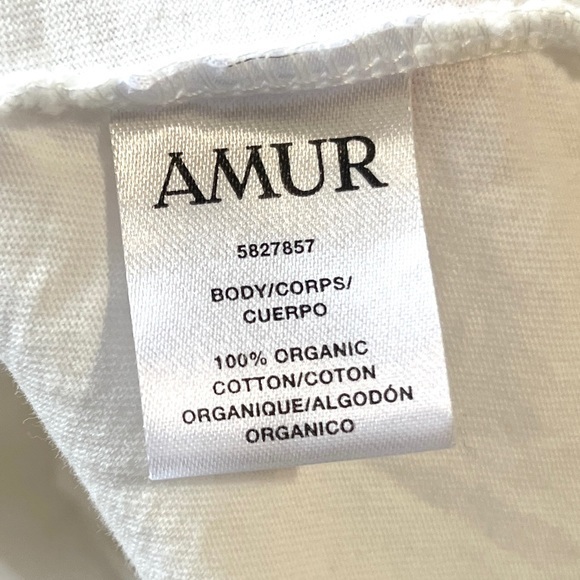 AMUR
5827857
BODY/CORPS/
CUERPO
100% ORGANIC
COTTON/COTON
ORGANIQUE/ALGODÓN
ORGANICO